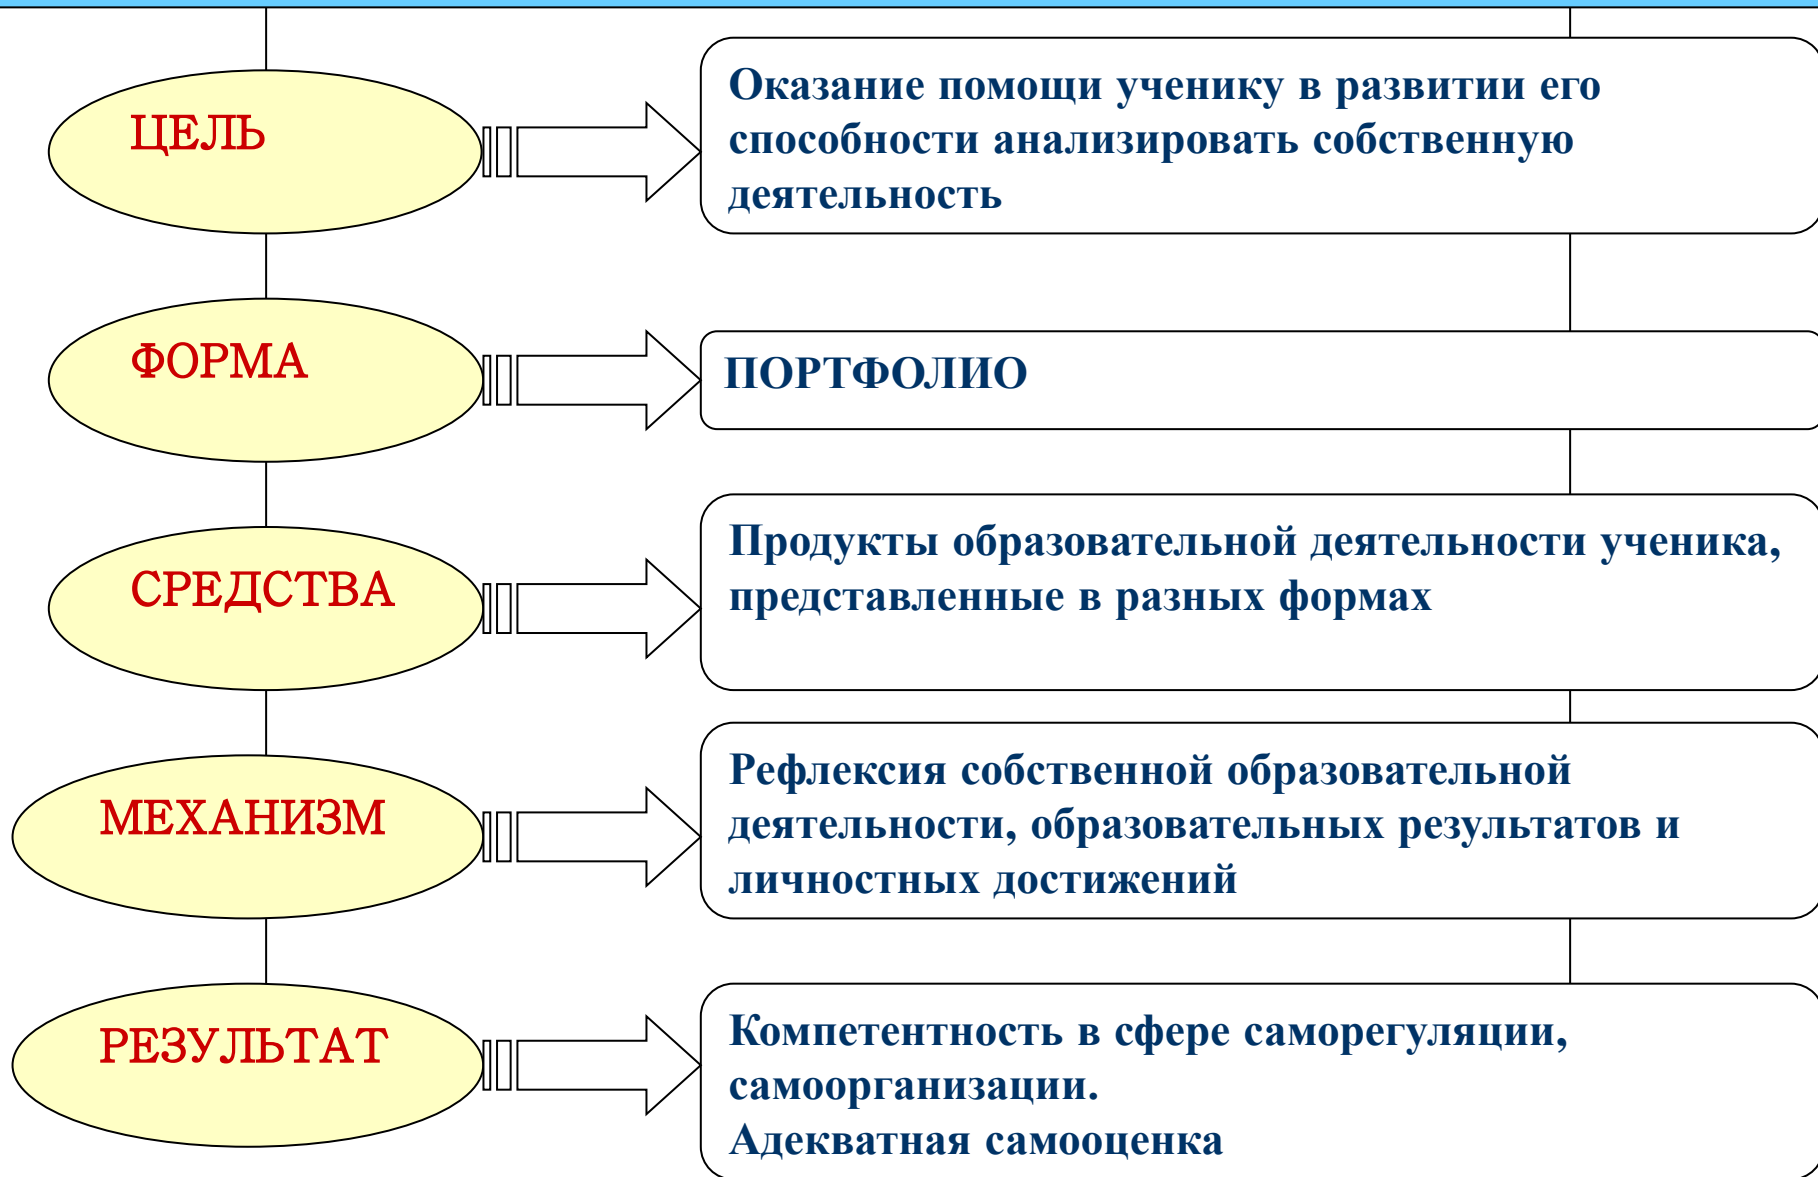 ЦЕЛЬ
Оказание помощи ученику в развитии его
способности анализировать собственную
деятельность
ФОРМА
ПОРТФОЛИО
СРЕДСТВА
Продукты образовательной деятельности ученика,
представленные в разных формах
МЕХАНИЗМ
Рефлексия собственной образовательной
деятельности, образовательных результатов и
личностных достижений
РЕЗУЛЬТАТ
Компетентность в сфере саморегуляции,
самоорганизации.
Адекватная самооценка